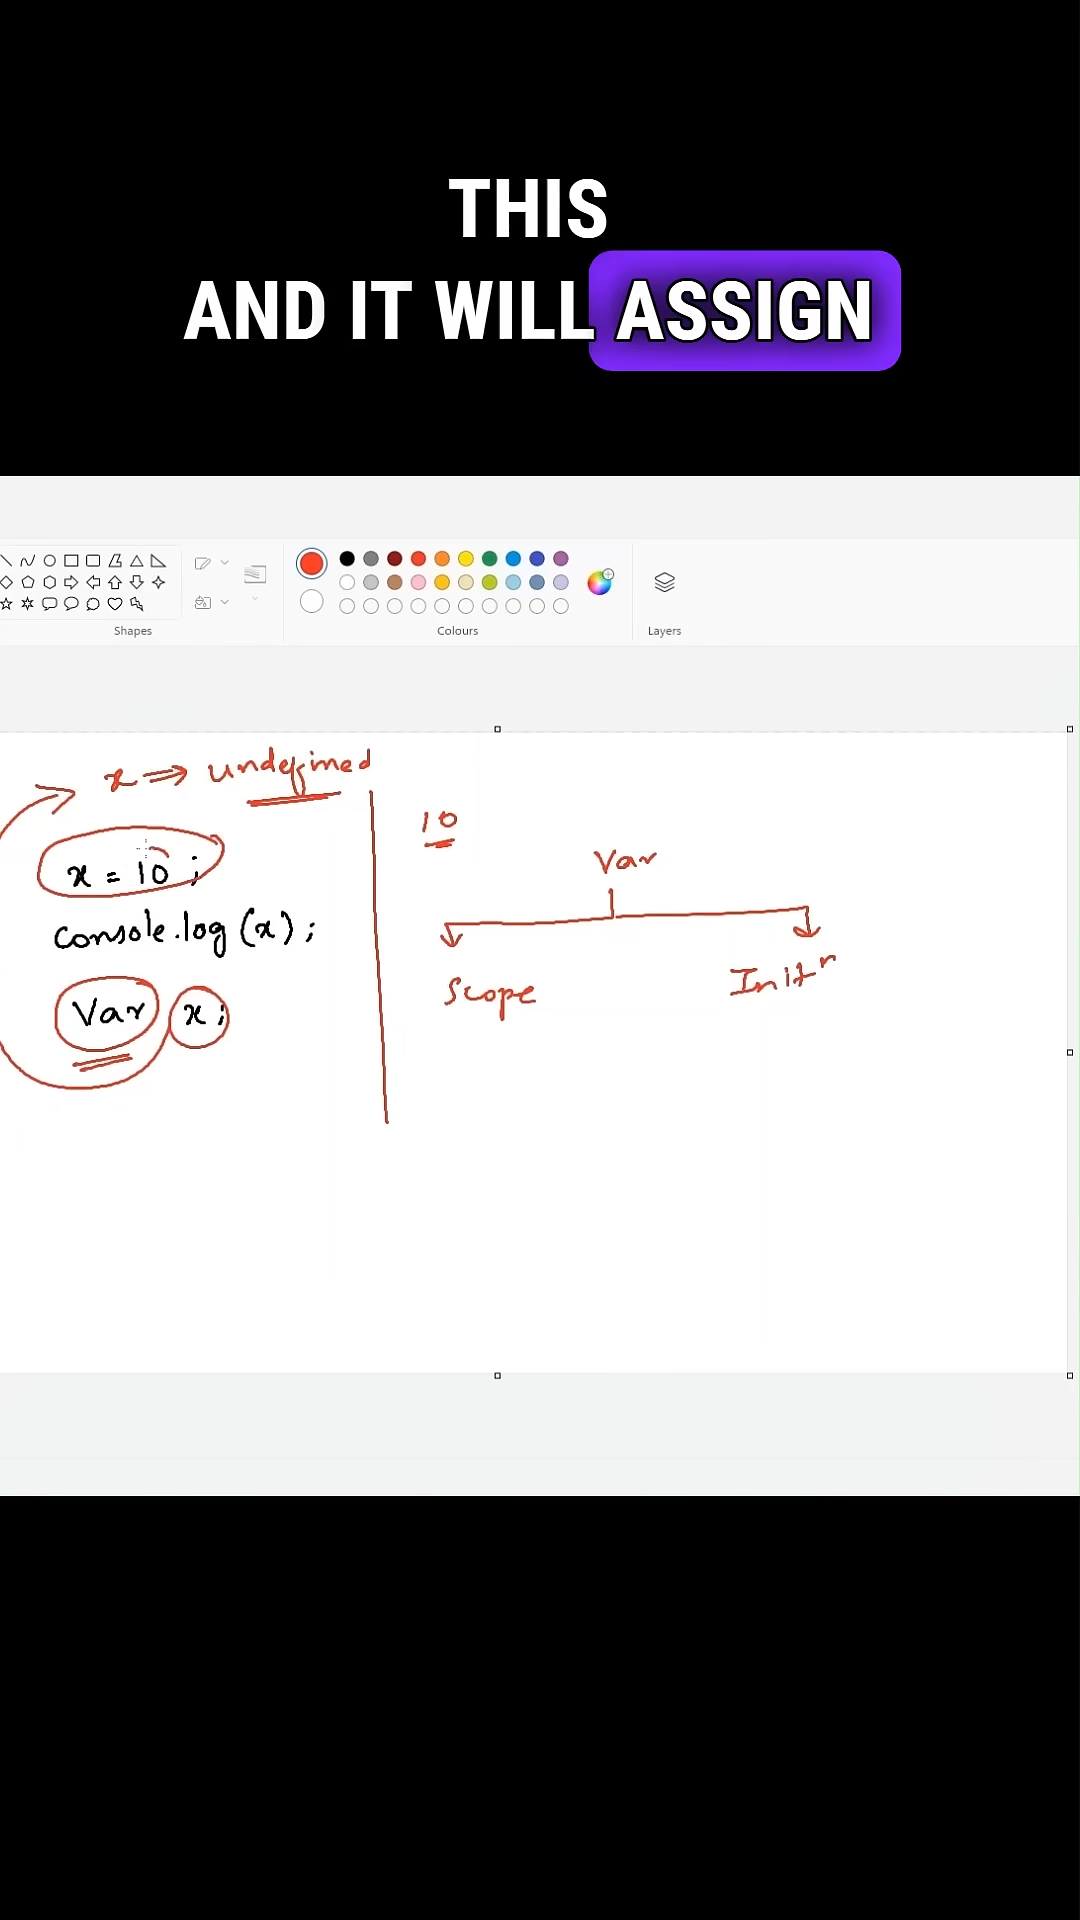 THIS
AND IT WILL ASSIGN
Shapes
Colours
Layers
x ⇒ undefined
x = 10 ;
console.log (x) ;
Var x ;
10
Var
Scope
Initⁿ